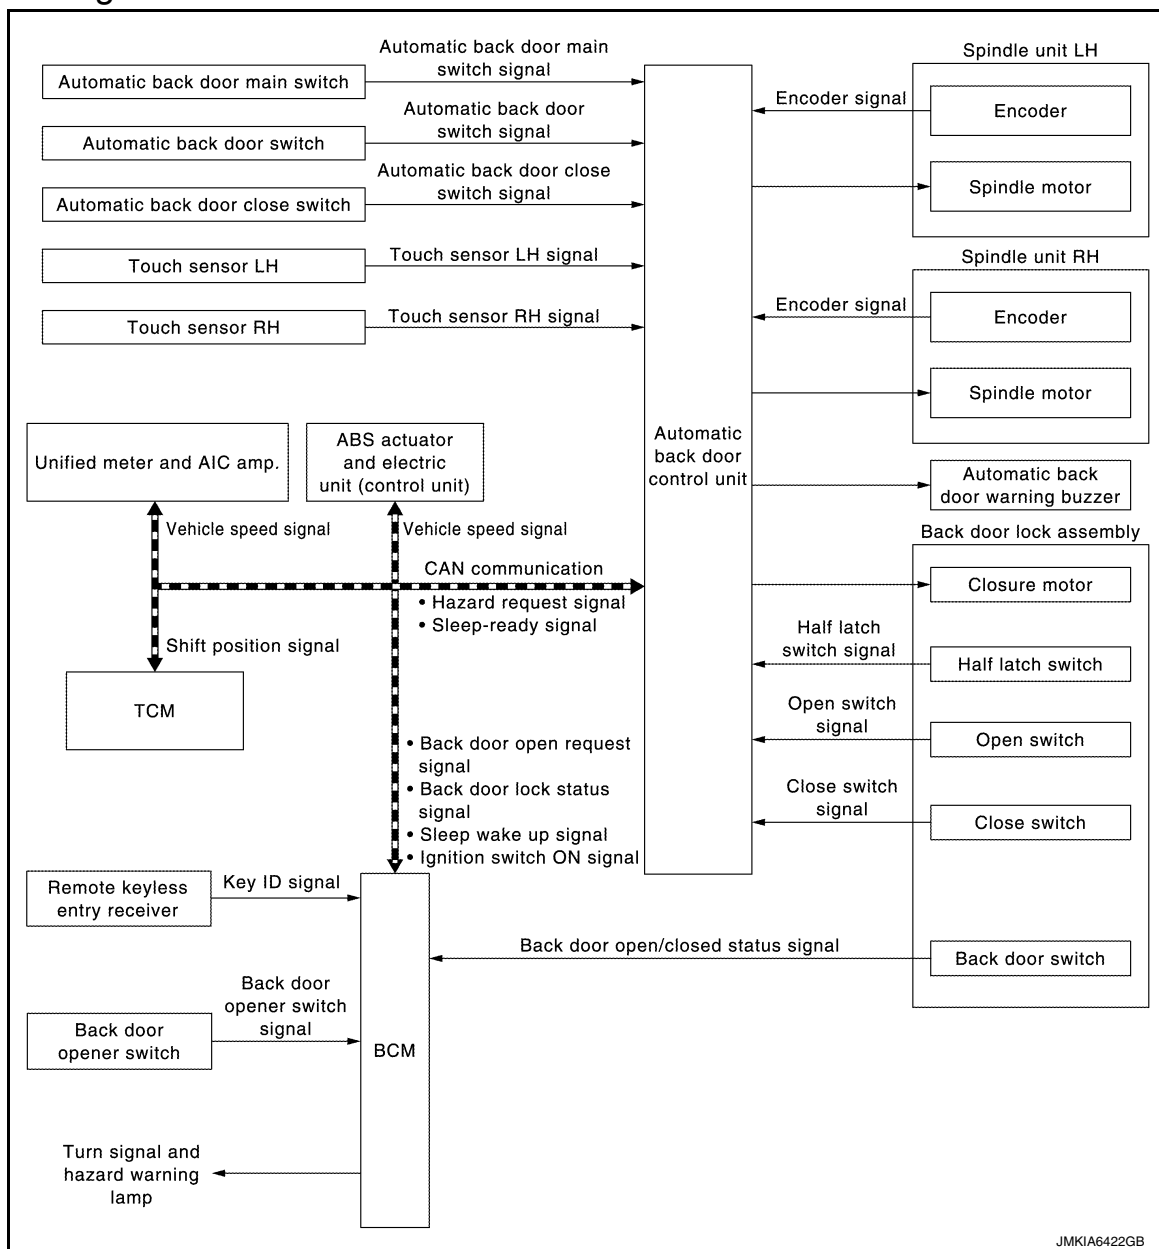 Automatic back door main
switch signal
Automatic back door main switch
Automatic back door
switch signal
Automatic back door switch
Automatic back door close
switch signal
Automatic back door close switch
Touch sensor LH
Touch sensor LH signal
Touch sensor RH
Touch sensor RH signal
Spindle unit LH
Encoder signal
Encoder
Spindle motor
Spindle unit RH
Encoder signal
Encoder
Spindle motor
Automatic
back door
control unit
Automatic back
door warning buzzer
Unified meter and AIC amp.
ABS actuator
and electric
unit (control unit)
Vehicle speed signal
Vehicle speed signal
CAN communication
• Hazard request signal
• Sleep-ready signal
Shift position signal
TCM
Back door lock assembly
Closure motor
Half latch
switch signal
Half latch switch
Open switch
signal
Open switch
Close switch
signal
Close switch
• Back door open request
signal
• Back door lock status
signal
• Sleep wake up signal
• Ignition switch ON signal
Remote keyless
entry receiver
Key ID signal
Back door open/closed status signal
Back door switch
Back door
opener switch
signal
Back door
opener switch
BCM
Turn signal and
hazard warning
lamp
JMKIA6422GB